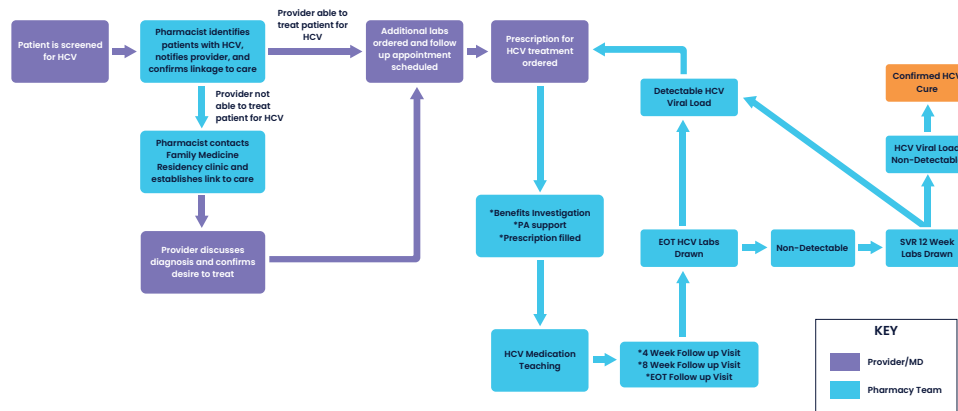 Patient is screened
for HCV
Pharmacist identifies
patients with HCV,
notifies provider, and
confirms linkage to care
Provider able to
treat patient for
HCV
Additional labs
ordered and follow
up appointment
scheduled
Prescription for
HCV treatment
ordered
Provider not
able to treat
patient for HCV
Pharmacist contacts
Family Medicine
Residency clinic and
establishes link to care
Provider discusses
diagnosis and confirms
desire to treat
*Benefits Investigation
*PA support
*Prescription filled
HCV Medication
Teaching
*4 Week Follow up Visit
*8 Week Follow up Visit
*EOT Follow up Visit
EOT HCV Labs
Drawn
Detectable HCV
Viral Load
Non-Detectable
SVR 12 Week
Labs Drawn
HCV Viral Load
Non-Detectable
Confirmed HCV
Cure
KEY
Provider/MD
Pharmacy Team